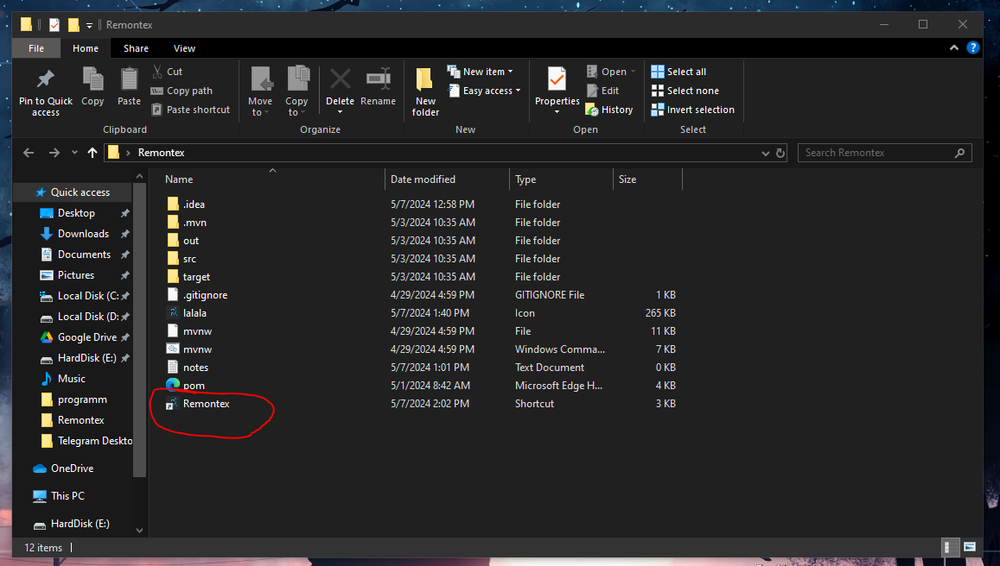 Remontex
File Home Share View
Pin to Quick access
Copy
Paste
Cut
Copy path
Paste shortcut
Clipboard
Move to
Copy to
Delete
Rename
Organize
New folder
New item
Easy access
New
Properties
Open
Edit
History
Open
Select all
Select none
Invert selection
Select
Remontex
Search Remontex
Quick access
Desktop
Downloads
Documents
Pictures
Local Disk (C:
Local Disk (D:
Google Drive
HardDisk (E:)
Music
programm
Remontex
Telegram Deskto
OneDrive
This PC
HardDisk (E:)
Name Date modified Type Size
.idea 5/7/2024 12:58 PM File folder
.mvn 5/3/2024 10:35 AM File folder
out 5/3/2024 10:35 AM File folder
src 5/3/2024 10:35 AM File folder
target 5/3/2024 10:35 AM File folder
.gitignore 4/29/2024 4:59 PM GITIGNORE File 1 KB
lalala 5/7/2024 1:40 PM Icon 265 KB
mvnw 4/29/2024 4:59 PM File 11 KB
mvnw 4/29/2024 4:59 PM Windows Comma... 7 KB
notes 5/7/2024 1:01 PM Text Document 0 KB
pom 5/1/2024 8:42 AM Microsoft Edge H... 4 KB
Remontex 5/7/2024 2:02 PM Shortcut 3 KB
12 items